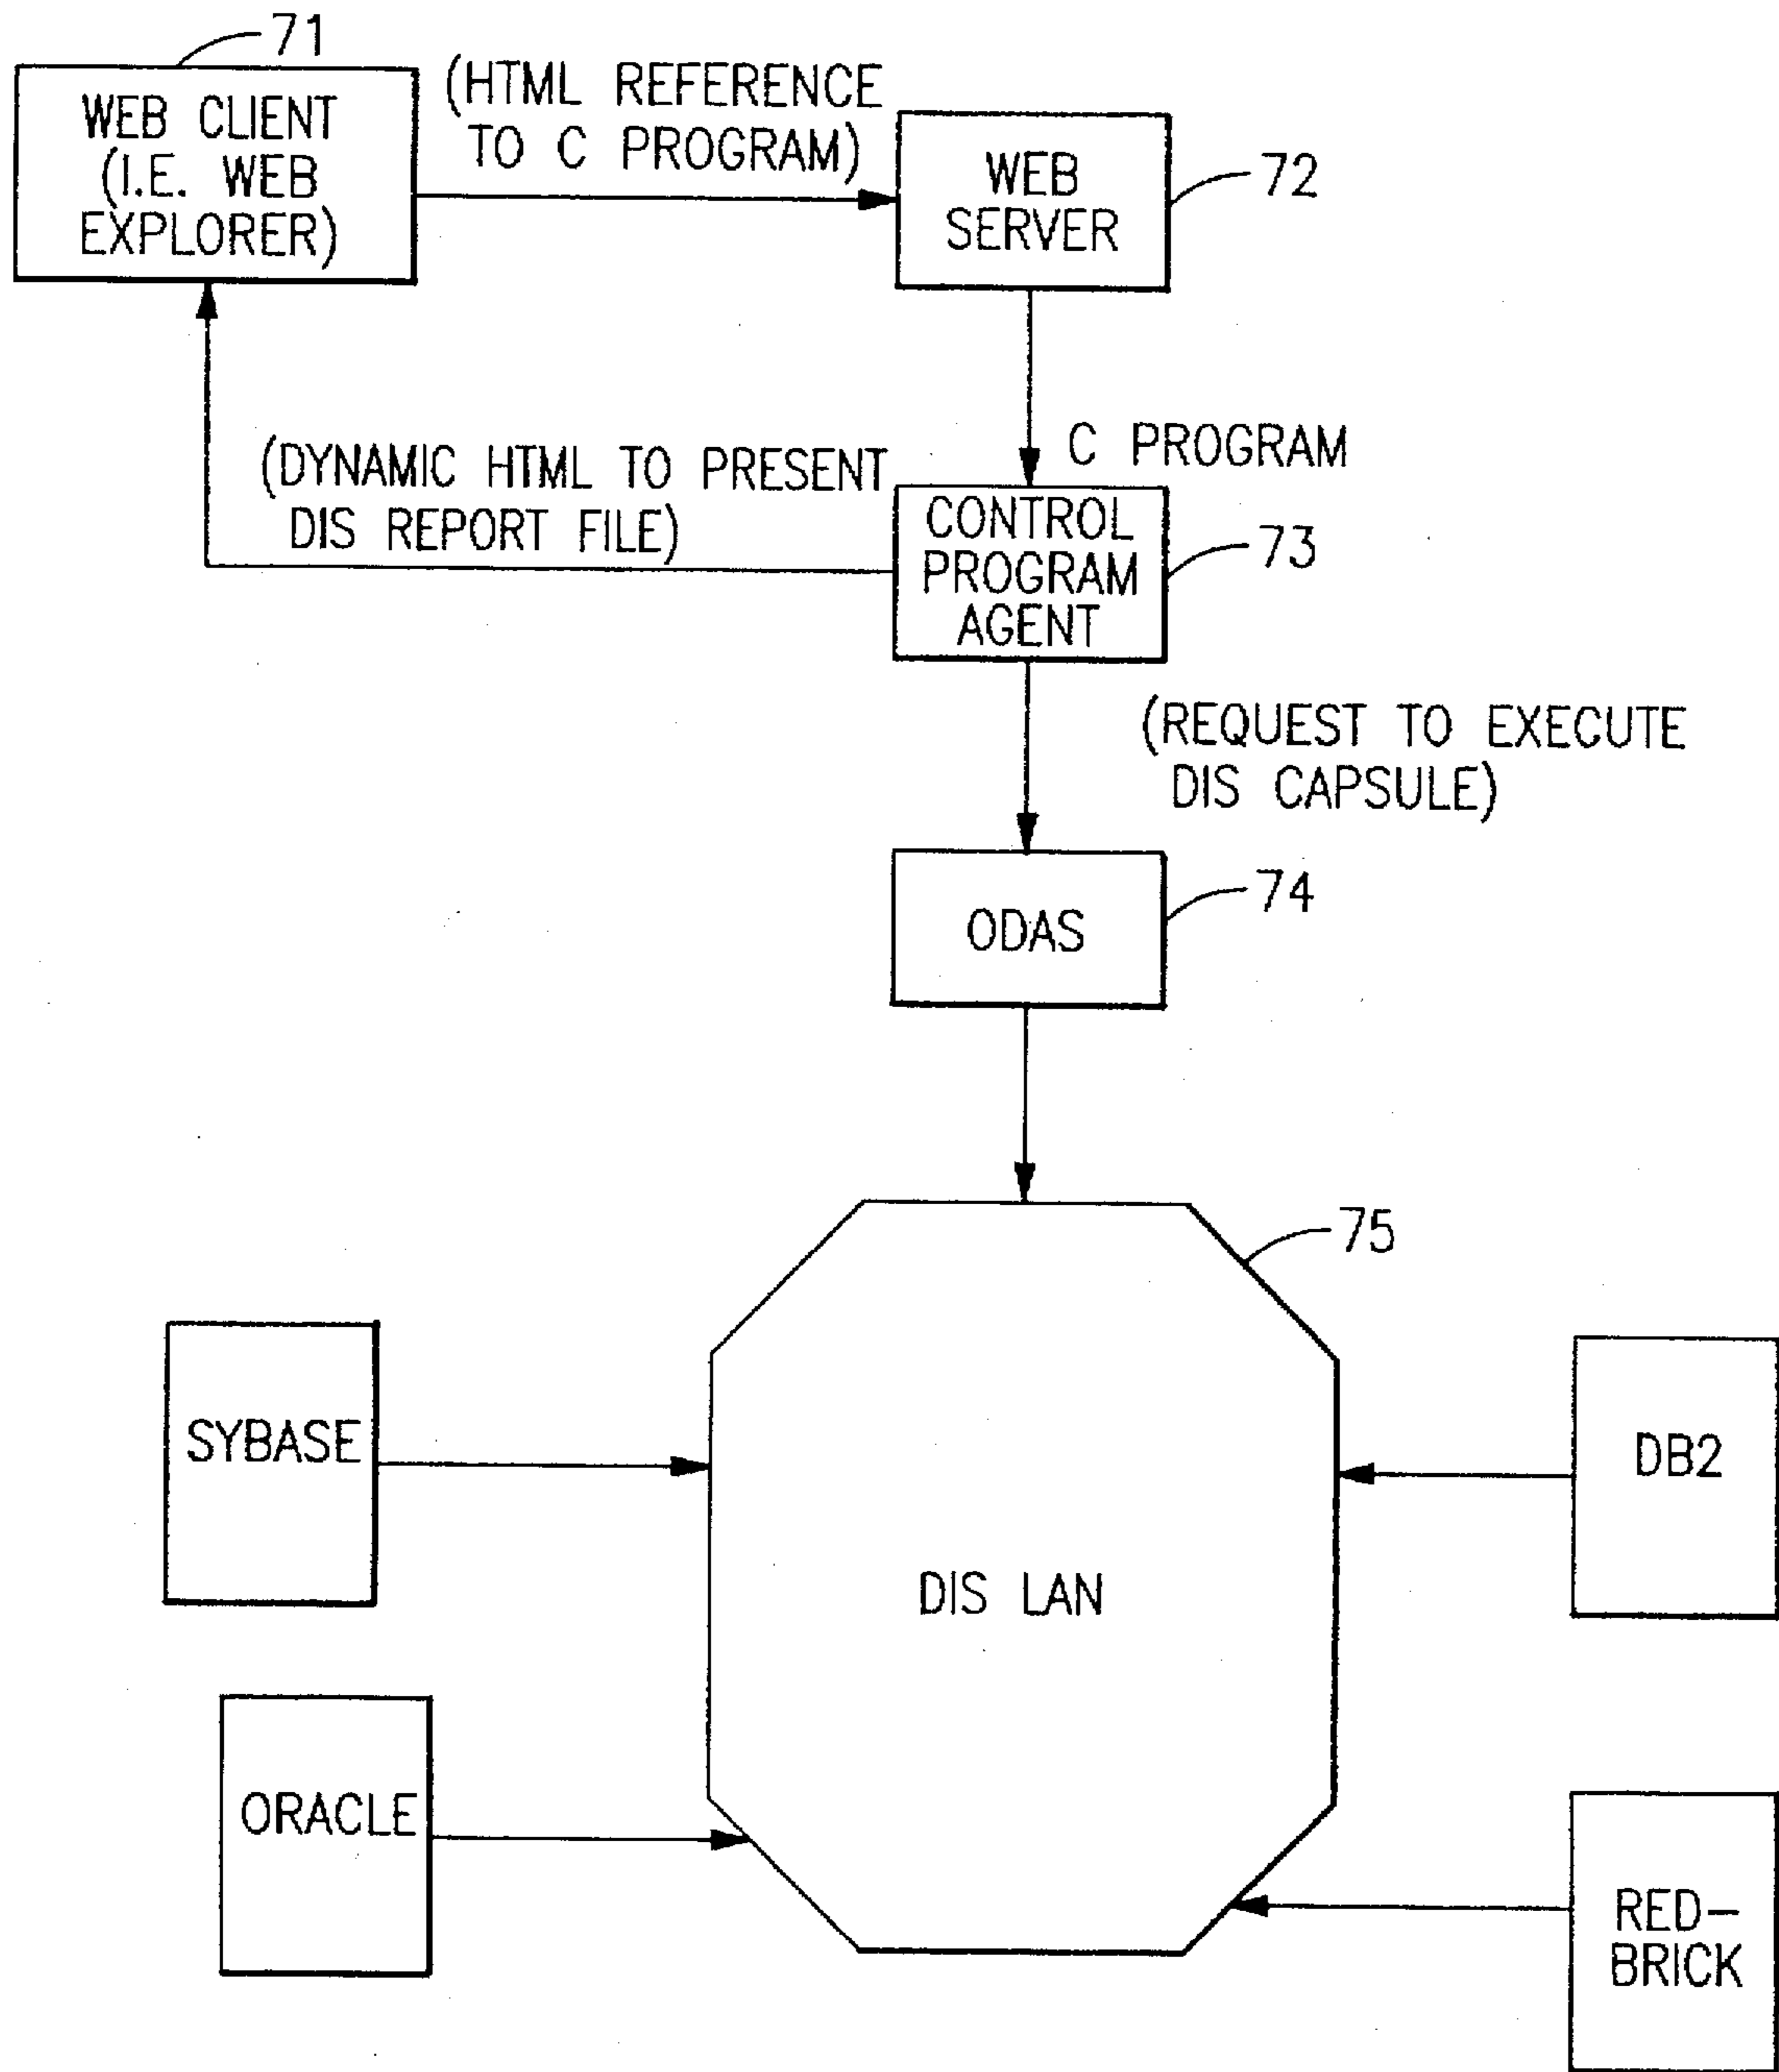 71
WEB CLIENT
(I.E. WEB
EXPLORER)
(HTML REFERENCE
TO C PROGRAM)
WEB
SERVER
72
C PROGRAM
(DYNAMIC HTML TO PRESENT
DIS REPORT FILE)
CONTROL
PROGRAM
AGENT
73
(REQUEST TO EXECUTE
DIS CAPSULE)
ODAS
74
75
SYBASE
DB2
DIS LAN
ORACLE
RED-
BRICK